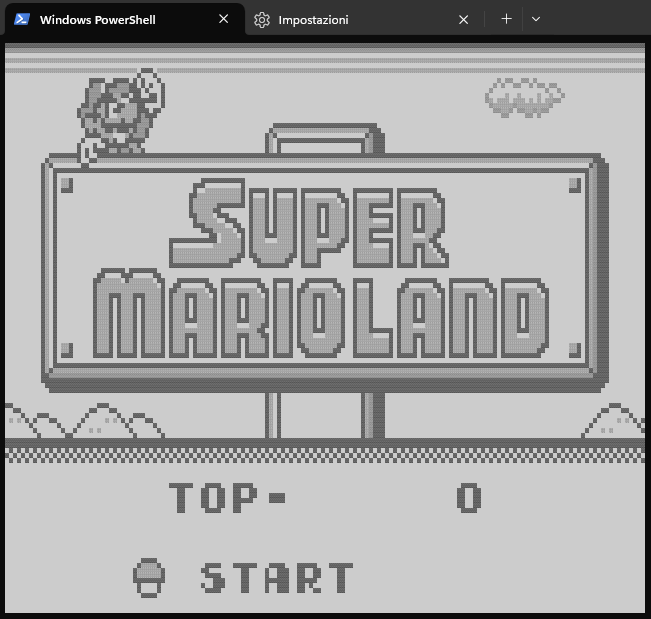 Windows PowerShell
Impostazioni
SUPER
MARIOLAND
TOP- 0
START